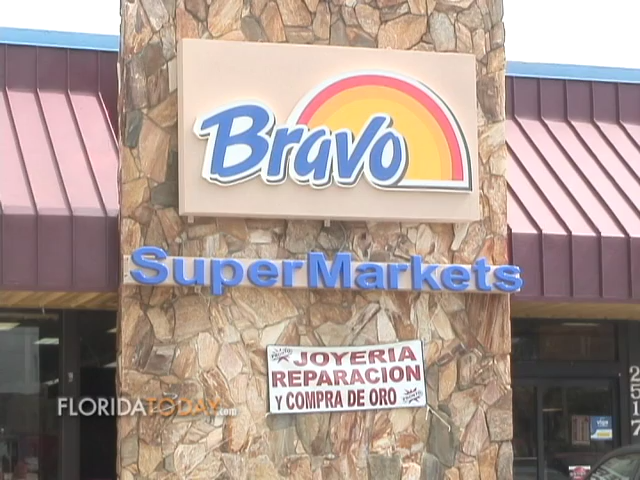 Bravo
SuperMarkets
JOYERIA
REPARACION
Y COMPRA DE ORO
FLORIDATODAY.com
2517